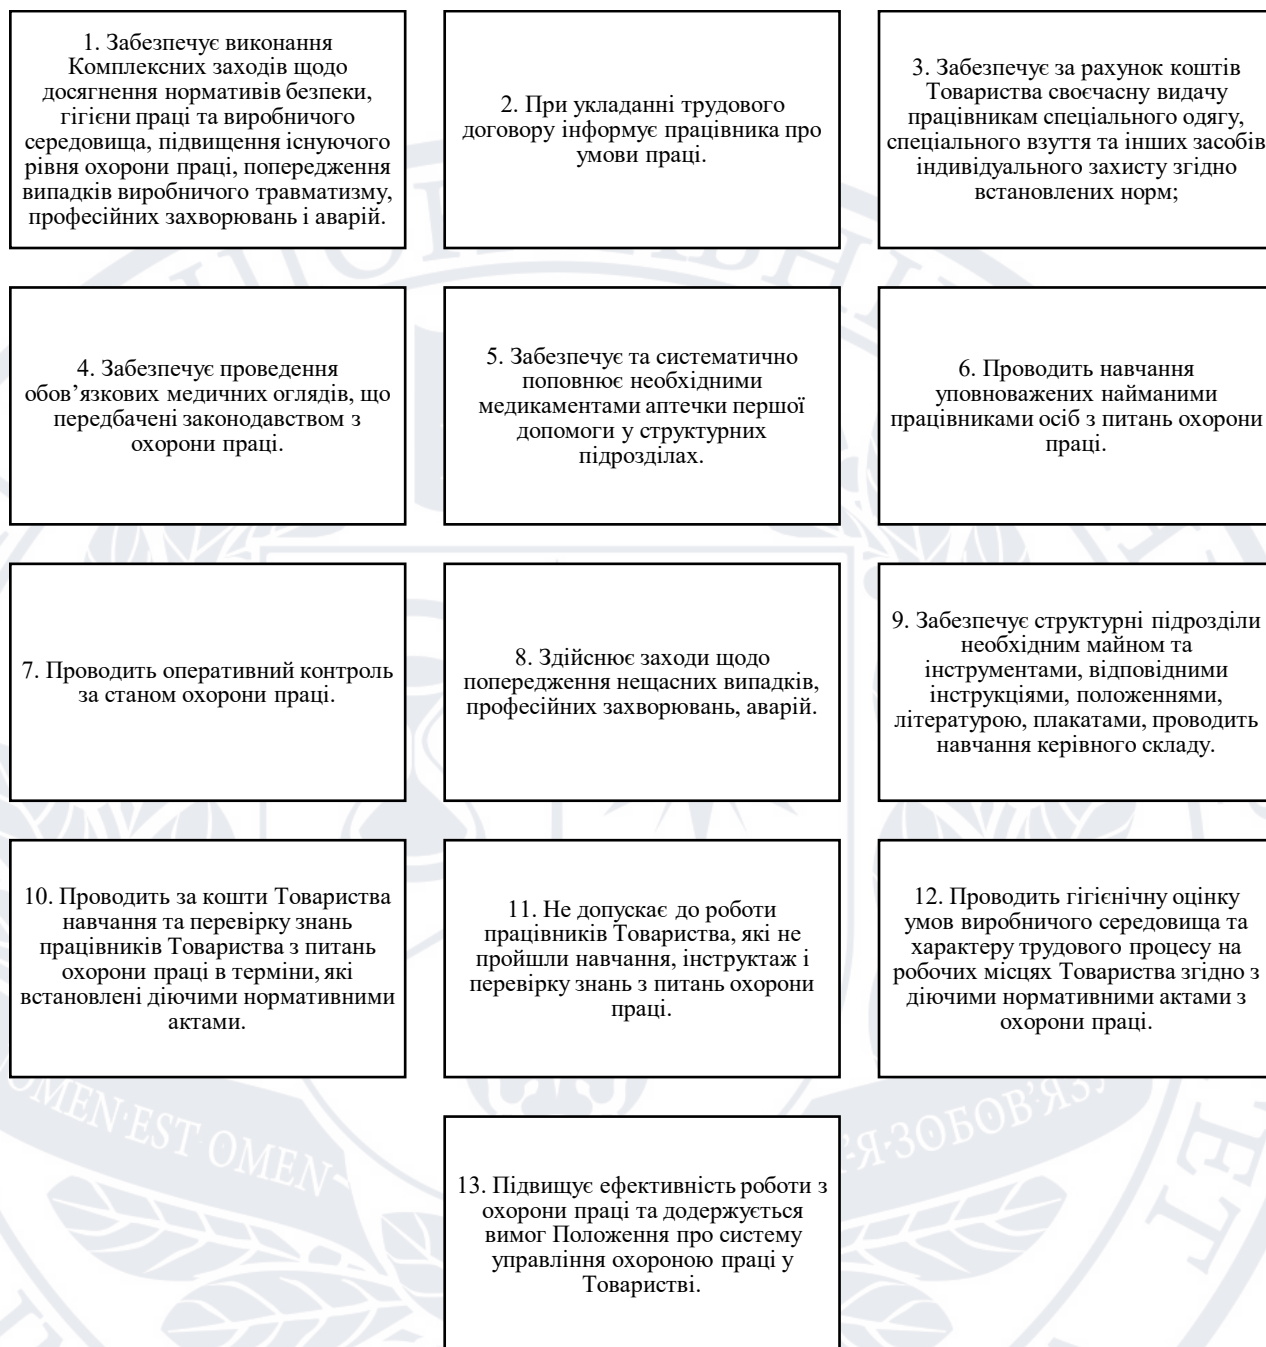 1. Забезпечує виконання
Комплексних заходів щодо
досягнення нормативів безпеки,
гігієни праці та виробничого
середовища, підвищення існуючого
рівня охорони праці, попередження
випадків виробничого травматизму,
професійних захворювань і аварій.
2. При укладанні трудового
договору інформує працівника про
умови праці.
3. Забезпечує за рахунок коштів
Товариства своєчасну видачу
працівникам спеціального одягу,
спеціального взуття та інших засобів
індивідуального захисту згідно
встановлених норм;
4. Забезпечує проведення
обов’язкових медичних оглядів, що
передбачені законодавством з
охорони праці.
5. Забезпечує та систематично
поповнює необхідними
медикаментами аптечки першої
допомоги у структурних
підрозділах.
6. Проводить навчання
уповноважених найманими
працівниками осіб з питань охорони
праці.
7. Проводить оперативний контроль
за станом охорони праці.
8. Здійснює заходи щодо
попередження нещасних випадків,
професійних захворювань, аварій.
9. Забезпечує структурні підрозділи
необхідним майном та
інструментами, відповідними
інструкціями, положеннями,
літературою, плакатами, проводить
навчання керівного складу.
10. Проводить за кошти Товариства
навчання та перевірку знань
працівників Товариства з питань
охорони праці в терміни, які
встановлені діючими нормативними
актами.
11. Не допускає до роботи
працівників Товариства, які не
пройшли навчання, інструктаж і
перевірку знань з питань охорони
праці.
12. Проводить гігієнічну оцінку
умов виробничого середовища та
характеру трудового процесу на
робочих місцях Товариства згідно з
діючими нормативними актами з
охорони праці.
13. Підвищує ефективність роботи з
охорони праці та додержується
вимог Положення про систему
управління охороною праці у
Товаристві.
OMEN·EST·OMEN